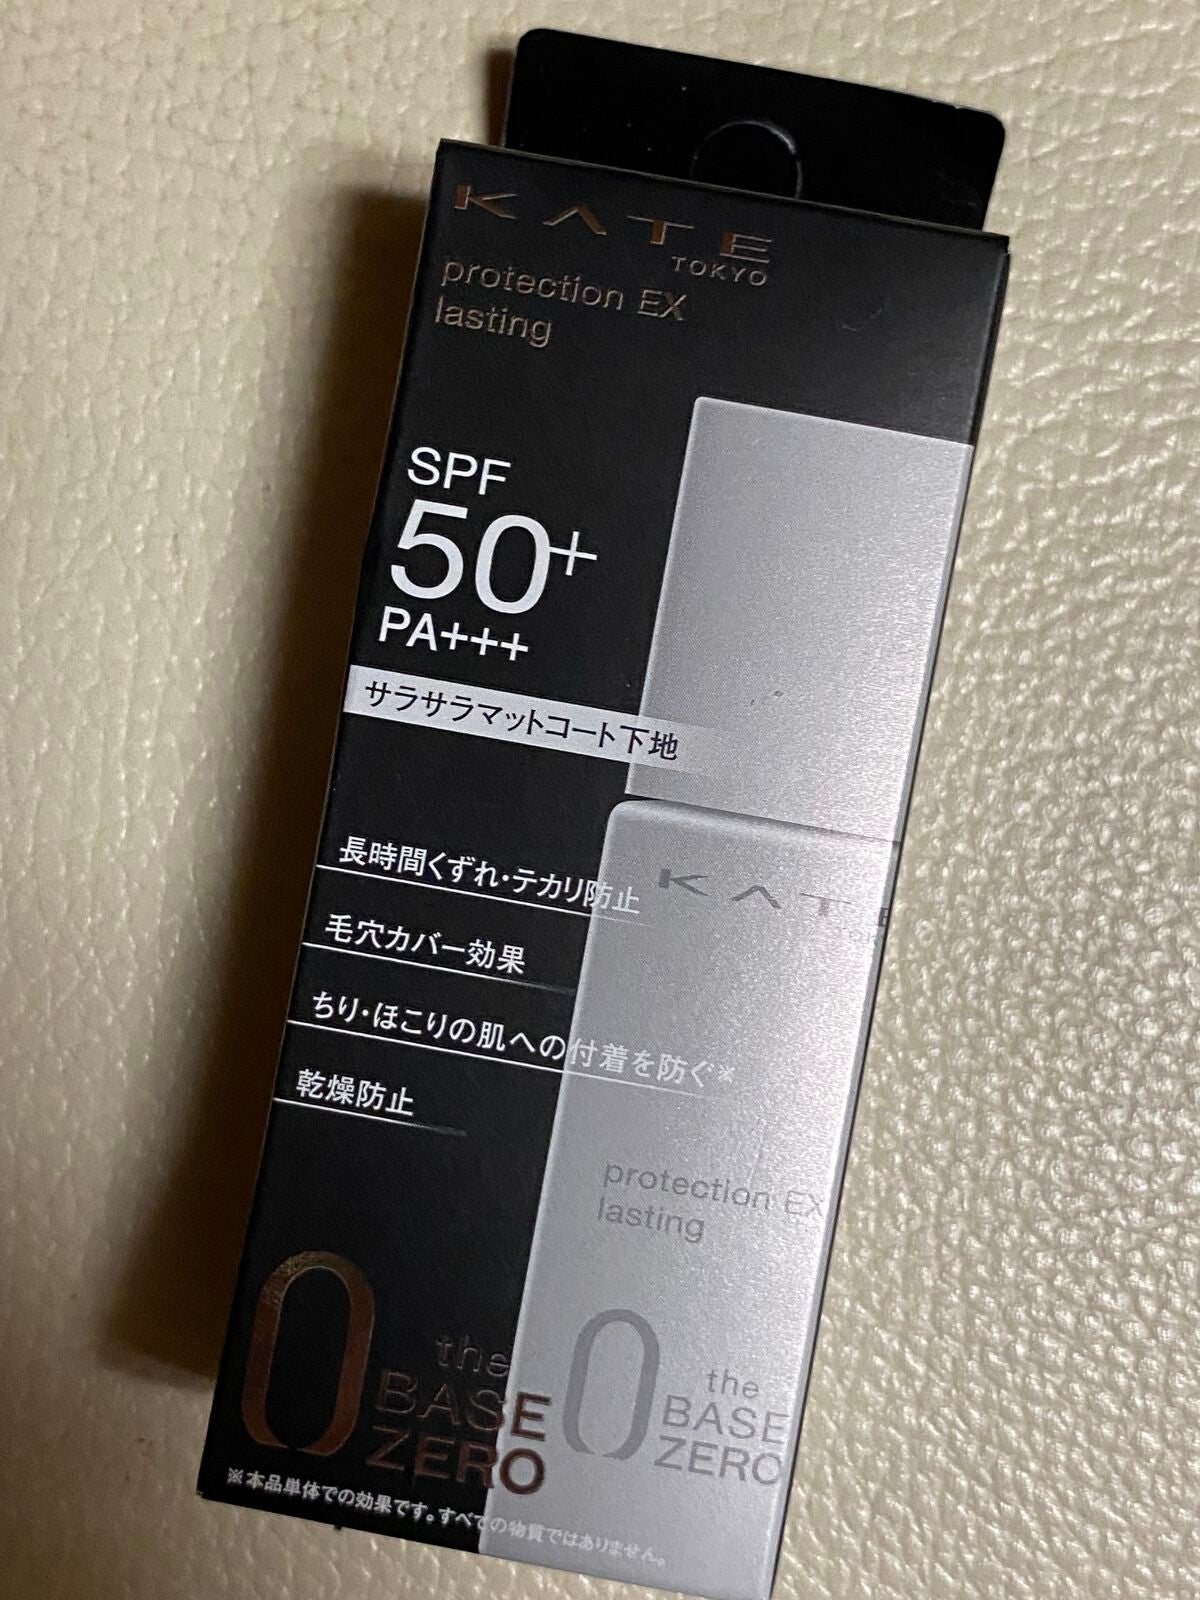 KATE
TOKYO
protection EX
lasting
SPF
50+
PA+++
サラサラマットコート下地
長時間くずれ・テカリ防止
毛穴カバー効果
ちり・ほこりの肌への付着を防ぐ※
乾燥防止
KATE
protection EX
lasting
0 the
BASE
ZERO
0 the
BASE
ZERO
※本品単体での効果です。すべての物質ではありません。